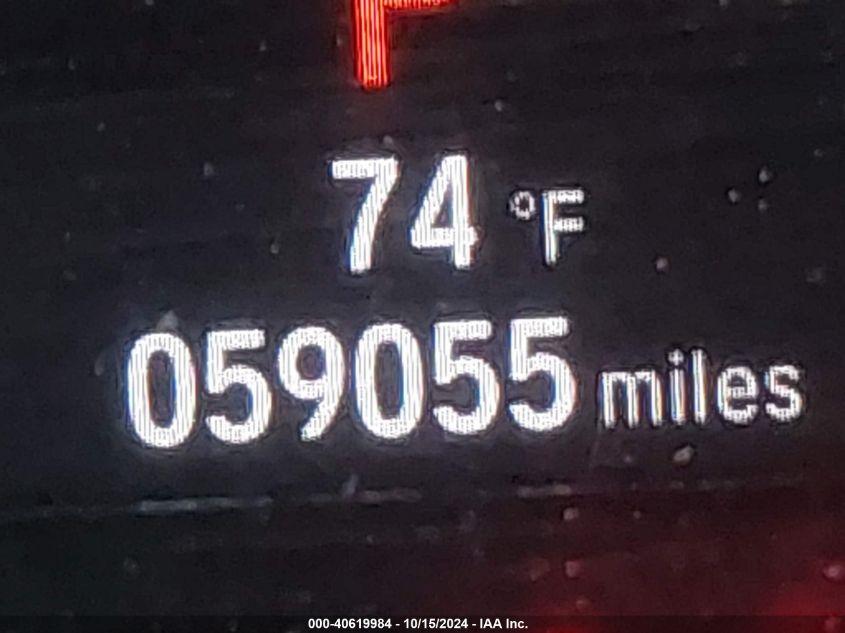 74 °F
059055 miles
000-40619984 - 10/15/2024 - IAA Inc.